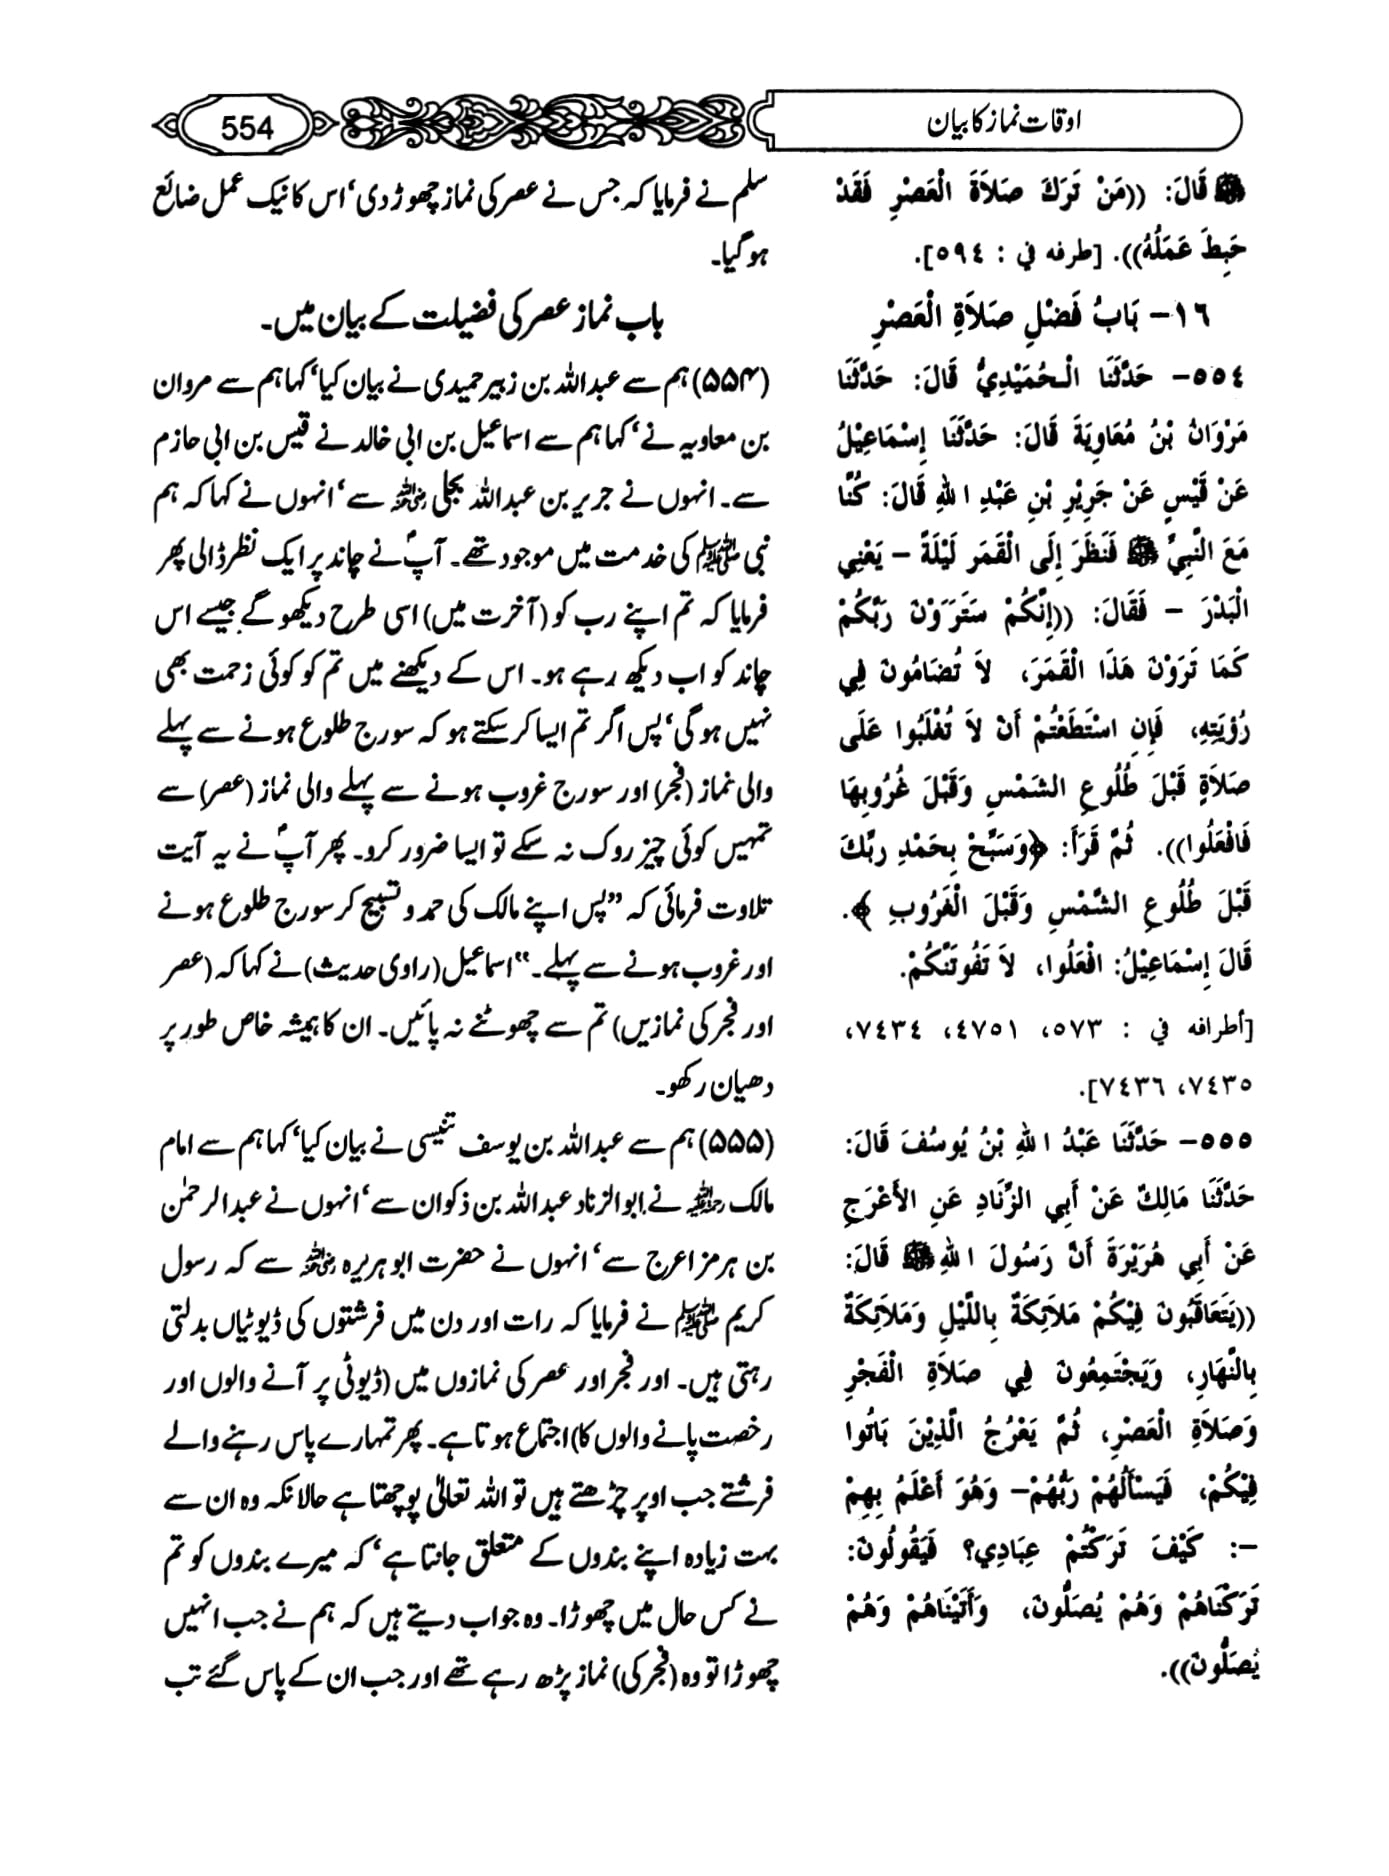 اوقات نماز کا بیان
554
ﷺ قَالَ: ((مَنْ تَرَكَ صَلاَةَ الْعَصْرِ فَقَدْ
حَبِطَ عَمَلُهُ)). [طرفه في : ٥٩٤].
١٦- بَابُ فَضْلِ صَلاَةِ الْعَصْرِ
٥٥٤- حَدَّثَنَا الْحُمَيْدِيُّ قَالَ: حَدَّثَنَا
مَرْوَانُ بْنُ مُعَاوِيَةَ قَالَ: حَدَّثَنَا إِسْمَاعِيْلُ
عَنْ قَيْسٍ عَنْ جَرِيْرِ بْنِ عَبْدِ اللهِ قَالَ: كُنَّا
مَعَ النَّبِيِّ ﷺ فَنَظَرَ إِلَى الْقَمَرِ لَيْلَةً – يَعْنِي
الْبَدْرَ – فَقَالَ: ((إِنَّكُمْ سَتَرَوْنَ رَبَّكُمْ
كَمَا تَرَوْنَ هَذَا الْقَمَرَ، لاَ تُضَامُونَ فِي
رُؤْيَتِهِ، فَإِنِ اسْتَطَعْتُمْ أَنْ لاَ تُغْلَبُوا عَلَى
صَلاَةٍ قَبْلَ طُلُوعِ الشَمْسِ وَقَبْلَ غُرُوبِهَا
فَافْعَلُوا)). ثُمَّ قَرَأَ: ﴿وَسَبِّحْ بِحَمْدِ رَبِّكَ
قَبْلَ طُلُوعِ الشَّمْسِ وَقَبْلَ الْغُرُوبِ﴾.
قَالَ إِسْمَاعِيْلُ: افْعَلُوا، لاَ تَفُوتَنَّكُمْ.
[أطرافه في : ٥٧٣، ٤٧٥١، ٧٤٣٤،
٧٤٣٥، ٧٤٣٦].
٥٥٥- حَدَّثَنَا عَبْدُ اللهِ بْنُ يُوسُفَ قَالَ:
حَدَّثَنَا مَالِكٌ عَنْ أَبِي الزِّنَادِ عَنِ الأَعْرَجِ
عَنْ أَبِي هُرَيْرَةَ أَنَّ رَسُولَ اللهِ ﷺ قَالَ:
((يَتَعَاقَبُونَ فِيْكُمْ مَلاَئِكَةٌ بِاللَّيْلِ وَمَلاَئِكَةٌ
بِالنَّهَارِ، وَيَجْتَمِعُونَ فِي صَلاَةِ الْفَجْرِ
وَصَلاَةِ الْعَصْرِ، ثُمَّ يَعْرُجُ الَّذِيْنَ بَاتُوا
فِيْكُمْ، فَيَسْأَلُهُمْ رَبُّهُمْ– وَهُوَ أَعْلَمُ بِهِمْ
–: كَيْفَ تَرَكْتُمْ عِبَادِي؟ فَيَقُولُونَ:
تَرَكْنَاهُمْ وَهُمْ يُصَلُّونَ، وَأَتَيْنَاهُمْ وَهُمْ
يُصَلُّونَ)).
سلم نے فرمایا کہ جس نے عصر کی نماز چھوڑ دی‘ اس کا نیک عمل ضائع
ہو گیا۔
باب نماز عصر کی فضیلت کے بیان میں۔
(۵۵۴) ہم سے عبداللہ بن زبیر حمیدی نے بیان کیا‘ کہا ہم سے مروان
بن معاویہ نے‘ کہا ہم سے اسماعیل بن ابی خالد نے قیس بن ابی حازم
سے۔ انہوں نے جریر بن عبداللہ بجلی رضی اللہ عنہ سے‘ انہوں نے کہا کہ ہم
نبی ﷺ کی خدمت میں موجود تھے۔ آپؐ نے چاند پر ایک نظر ڈالی پھر
فرمایا کہ تم اپنے رب کو (آخرت میں) اسی طرح دیکھو گے جیسے اس
چاند کو اب دیکھ رہے ہو۔ اس کے دیکھنے میں تم کو کوئی زحمت بھی
نہیں ہو گی‘ پس اگر تم ایسا کر سکتے ہو کہ سورج طلوع ہونے سے پہلے
والی نماز (فجر) اور سورج غروب ہونے سے پہلے والی نماز (عصر) سے
تمہیں کوئی چیز روک نہ سکے تو ایسا ضرور کرو۔ پھر آپؐ نے یہ آیت
تلاوت فرمائی کہ ’’پس اپنے مالک کی حمد و تسبیح کر سورج طلوع ہونے
اور غروب ہونے سے پہلے۔‘‘ اسماعیل (راوی حدیث) نے کہا کہ (عصر
اور فجر کی نمازیں) تم سے چھوٹنے نہ پائیں۔ ان کا ہمیشہ خاص طور پر
دھیان رکھو۔
(۵۵۵) ہم سے عبداللہ بن یوسف تنیسی نے بیان کیا‘ کہا ہم سے امام
مالک رحمۃ اللہ علیہ نے ابوالزناد عبداللہ بن ذکوان سے‘ انہوں نے عبدالرحمٰن
بن ہرمز اعرج سے‘ انہوں نے حضرت ابو ہریرہ رضی اللہ عنہ سے کہ رسول
کریم ﷺ نے فرمایا کہ رات اور دن میں فرشتوں کی ڈیوٹیاں بدلتی
رہتی ہیں۔ اور فجر اور عصر کی نمازوں میں (ڈیوٹی پر آنے والوں اور
رخصت پانے والوں کا) اجتماع ہوتا ہے۔ پھر تمہارے پاس رہنے والے
فرشتے جب اوپر چڑھتے ہیں تو اللہ تعالیٰ پوچھتا ہے حالانکہ وہ ان سے
بہت زیادہ اپنے بندوں کے متعلق جانتا ہے‘ کہ میرے بندوں کو تم
نے کس حال میں چھوڑا۔ وہ جواب دیتے ہیں کہ ہم نے جب انہیں
چھوڑا تو وہ (فجر کی) نماز پڑھ رہے تھے اور جب ان کے پاس گئے تب